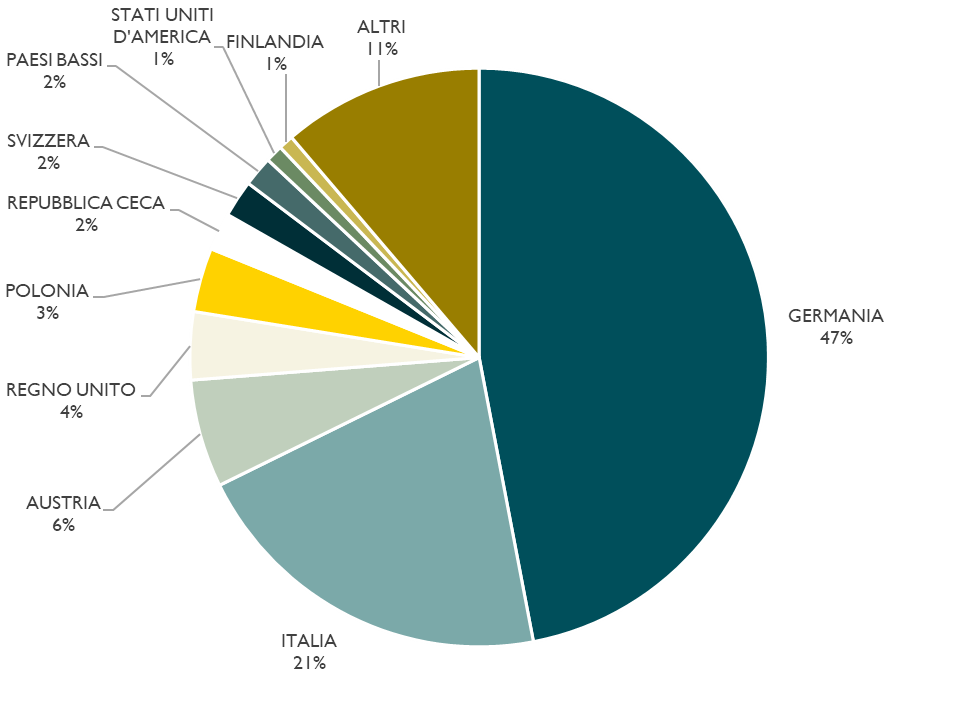 STATI UNITI
D'AMERICA
1%
FINLANDIA
1%
ALTRI
11%
PAESI BASSI
2%
SVIZZERA
2%
REPUBBLICA CECA
2%
POLONIA
3%
REGNO UNITO
4%
AUSTRIA
6%
ITALIA
21%
GERMANIA
47%